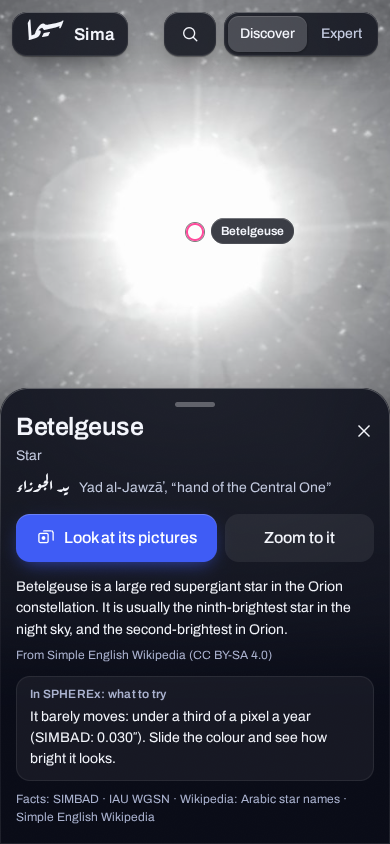 سيما Sima
Discover Expert
Betelgeuse
Betelgeuse
Star
يد الجوزاء Yad al-Jawzāʾ, “hand of the Central One”
Look at its pictures Zoom to it
Betelgeuse is a large red supergiant star in the Orion
constellation. It is usually the ninth-brightest star in the
night sky, and the second-brightest in Orion.
From Simple English Wikipedia (CC BY-SA 4.0)
In SPHEREx: what to try
It barely moves: under a third of a pixel a year
(SIMBAD: 0.030″). Slide the colour and see how
bright it looks.
Facts: SIMBAD · IAU WGSN · Wikipedia: Arabic star names ·
Simple English Wikipedia